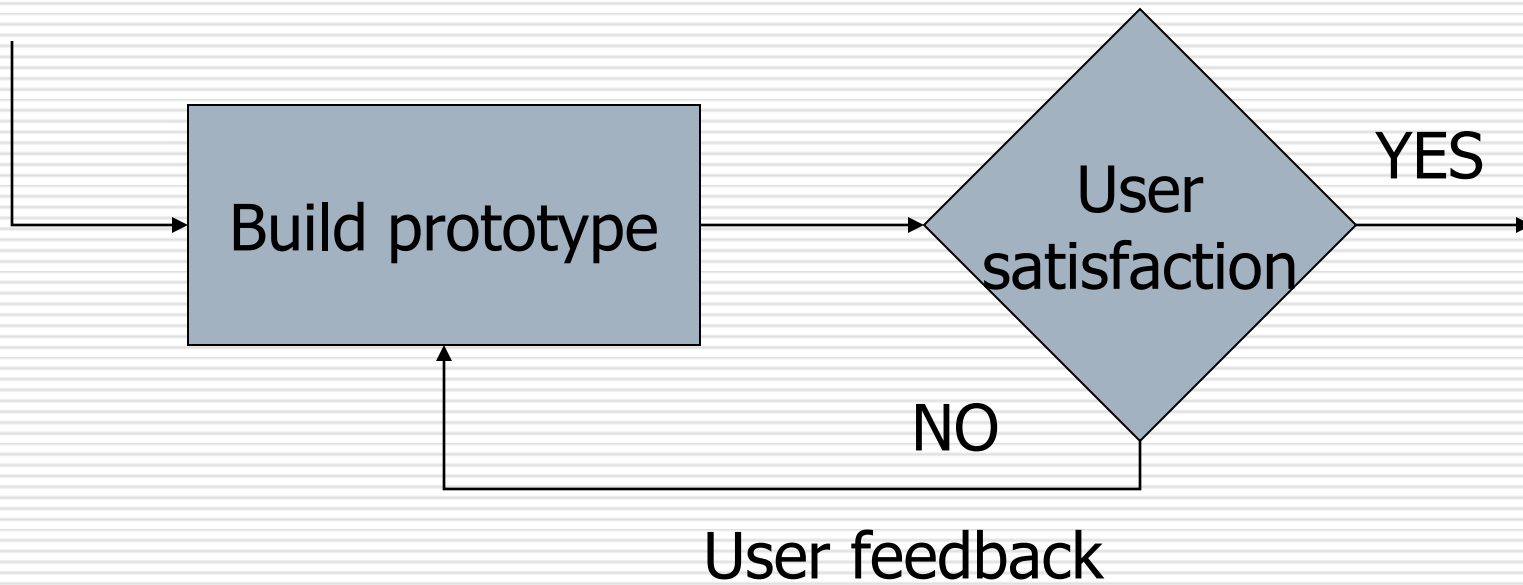 Build prototype
User
satisfaction
YES
NO
User feedback